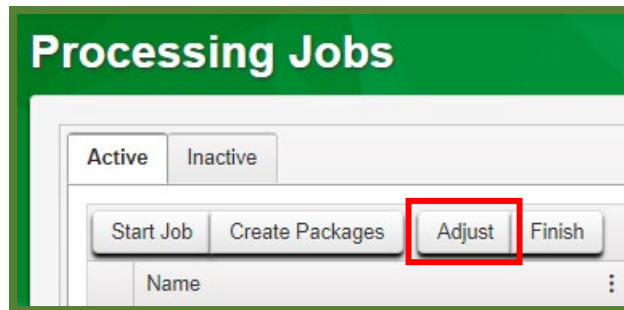 Processing Jobs
Active Inactive
Start Job Create Packages Adjust Finish
Name